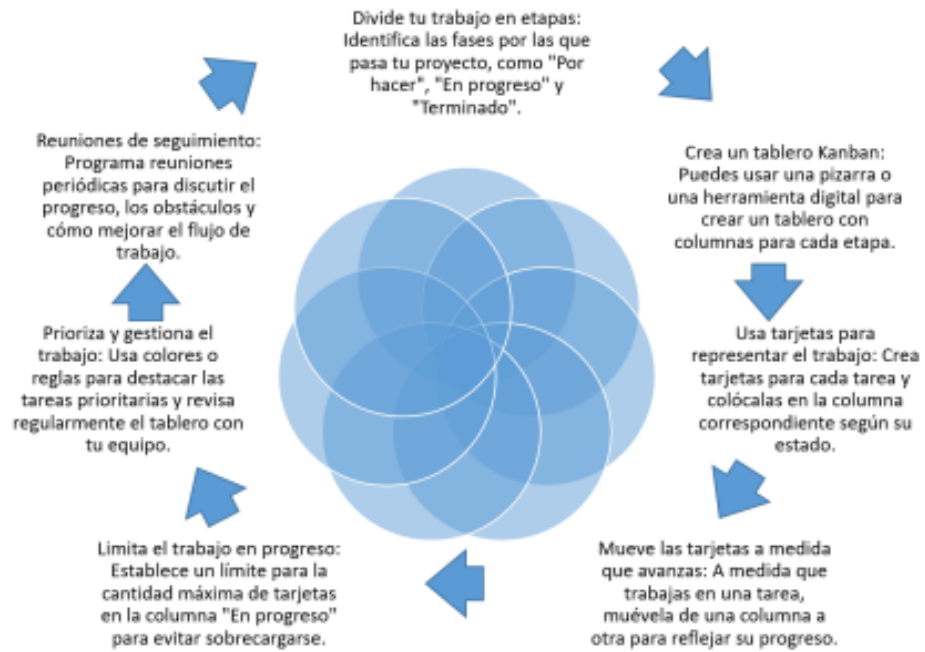 Divide tu trabajo en etapas:
Identifica las fases por las que
pasa tu proyecto, como "Por
hacer", "En progreso" y
"Terminado".
Crea un tablero Kanban:
Puedes usar una pizarra o
una herramienta digital para
crear un tablero con
columnas para cada etapa.
Usa tarjetas para
representar el trabajo: Crea
tarjetas para cada tarea y
colócalas en la columna
correspondiente según su
estado.
Mueve las tarjetas a medida
que avanzas: A medida que
trabajas en una tarea,
muévela de una columna a
otra para reflejar su progreso.
Limita el trabajo en progreso:
Establece un límite para la
cantidad máxima de tarjetas
en la columna "En progreso"
para evitar sobrecargarse.
Prioriza y gestiona el
trabajo: Usa colores o
reglas para destacar las
tareas prioritarias y revisa
regularmente el tablero con
tu equipo.
Reuniones de seguimiento:
Programa reuniones
periódicas para discutir el
progreso, los obstáculos y
cómo mejorar el flujo de
trabajo.